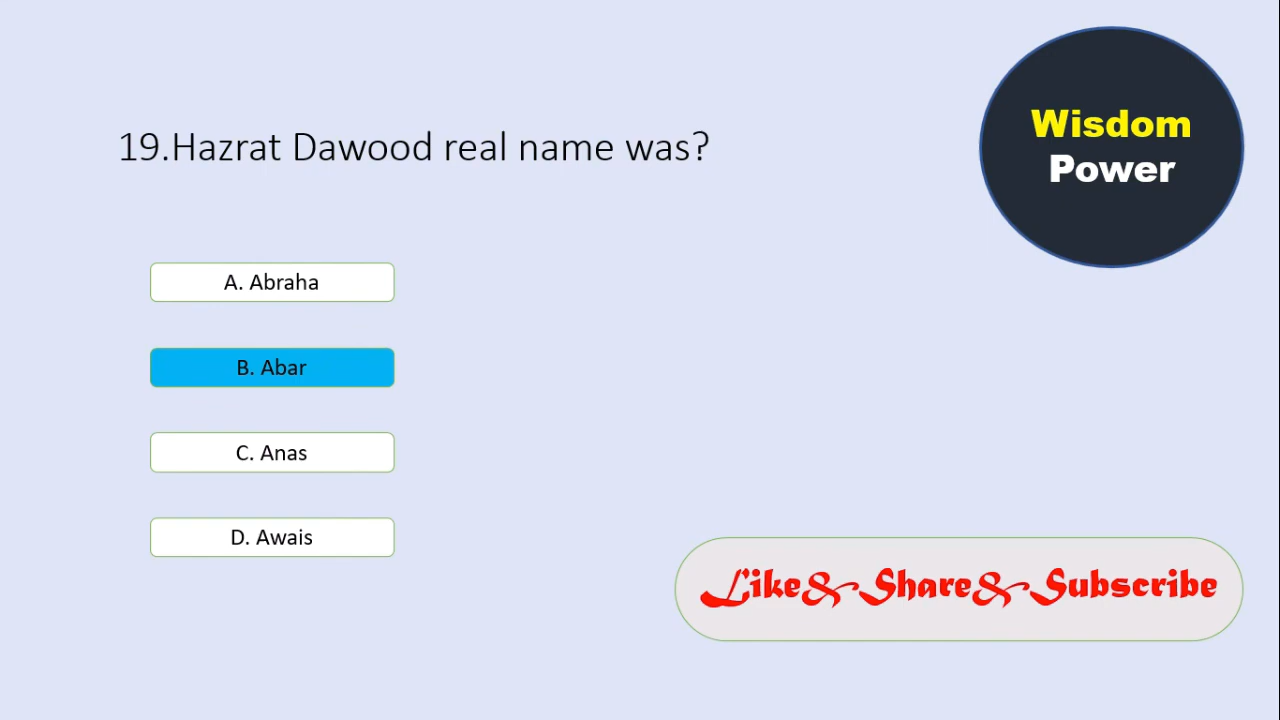 Wisdom
Power
19.Hazrat Dawood real name was?
A. Abraha
B. Abar
C. Anas
D. Awais
Like&Share&Subscribe